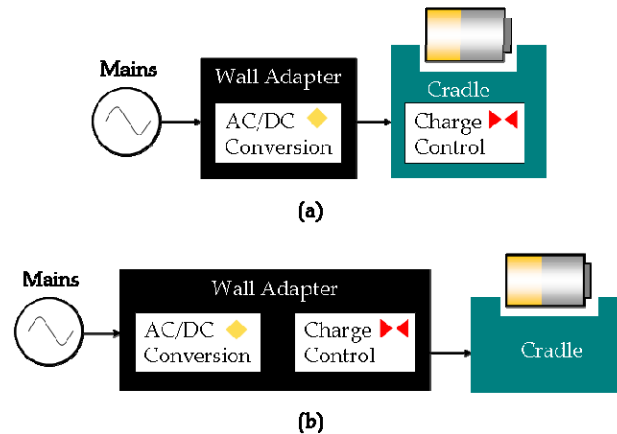 Mains
Wall Adapter
AC/DC
Conversion
Cradle
Charge
Control
(a)
Mains
Wall Adapter
AC/DC
Conversion
Charge
Control
Cradle
(b)